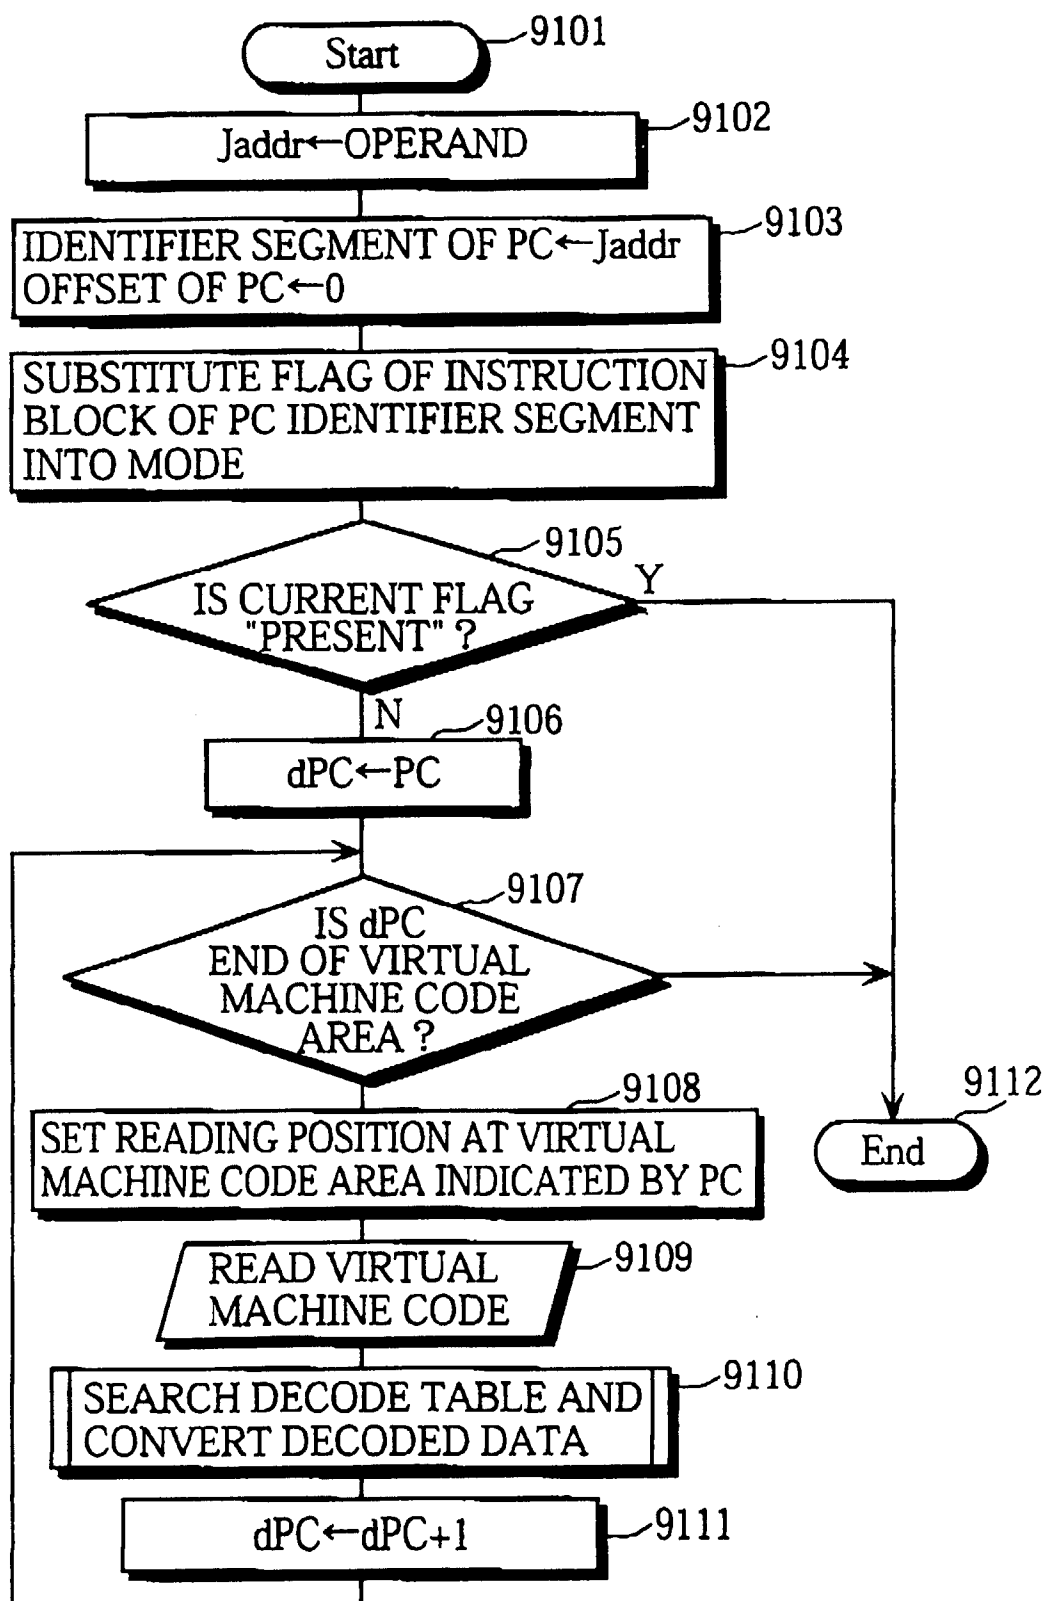 Start
9101
Jaddr←OPERAND
9102
IDENTIFIER SEGMENT OF PC←Jaddr
OFFSET OF PC←0
9103
SUBSTITUTE FLAG OF INSTRUCTION
BLOCK OF PC IDENTIFIER SEGMENT
INTO MODE
9104
9105
IS CURRENT FLAG
"PRESENT" ?
Y
N
9106
dPC←PC
9107
IS dPC
END OF VIRTUAL
MACHINE CODE
AREA ?
9108
SET READING POSITION AT VIRTUAL
MACHINE CODE AREA INDICATED BY PC
9112
End
READ VIRTUAL
MACHINE CODE
9109
SEARCH DECODE TABLE AND
CONVERT DECODED DATA
9110
dPC←dPC+1
9111